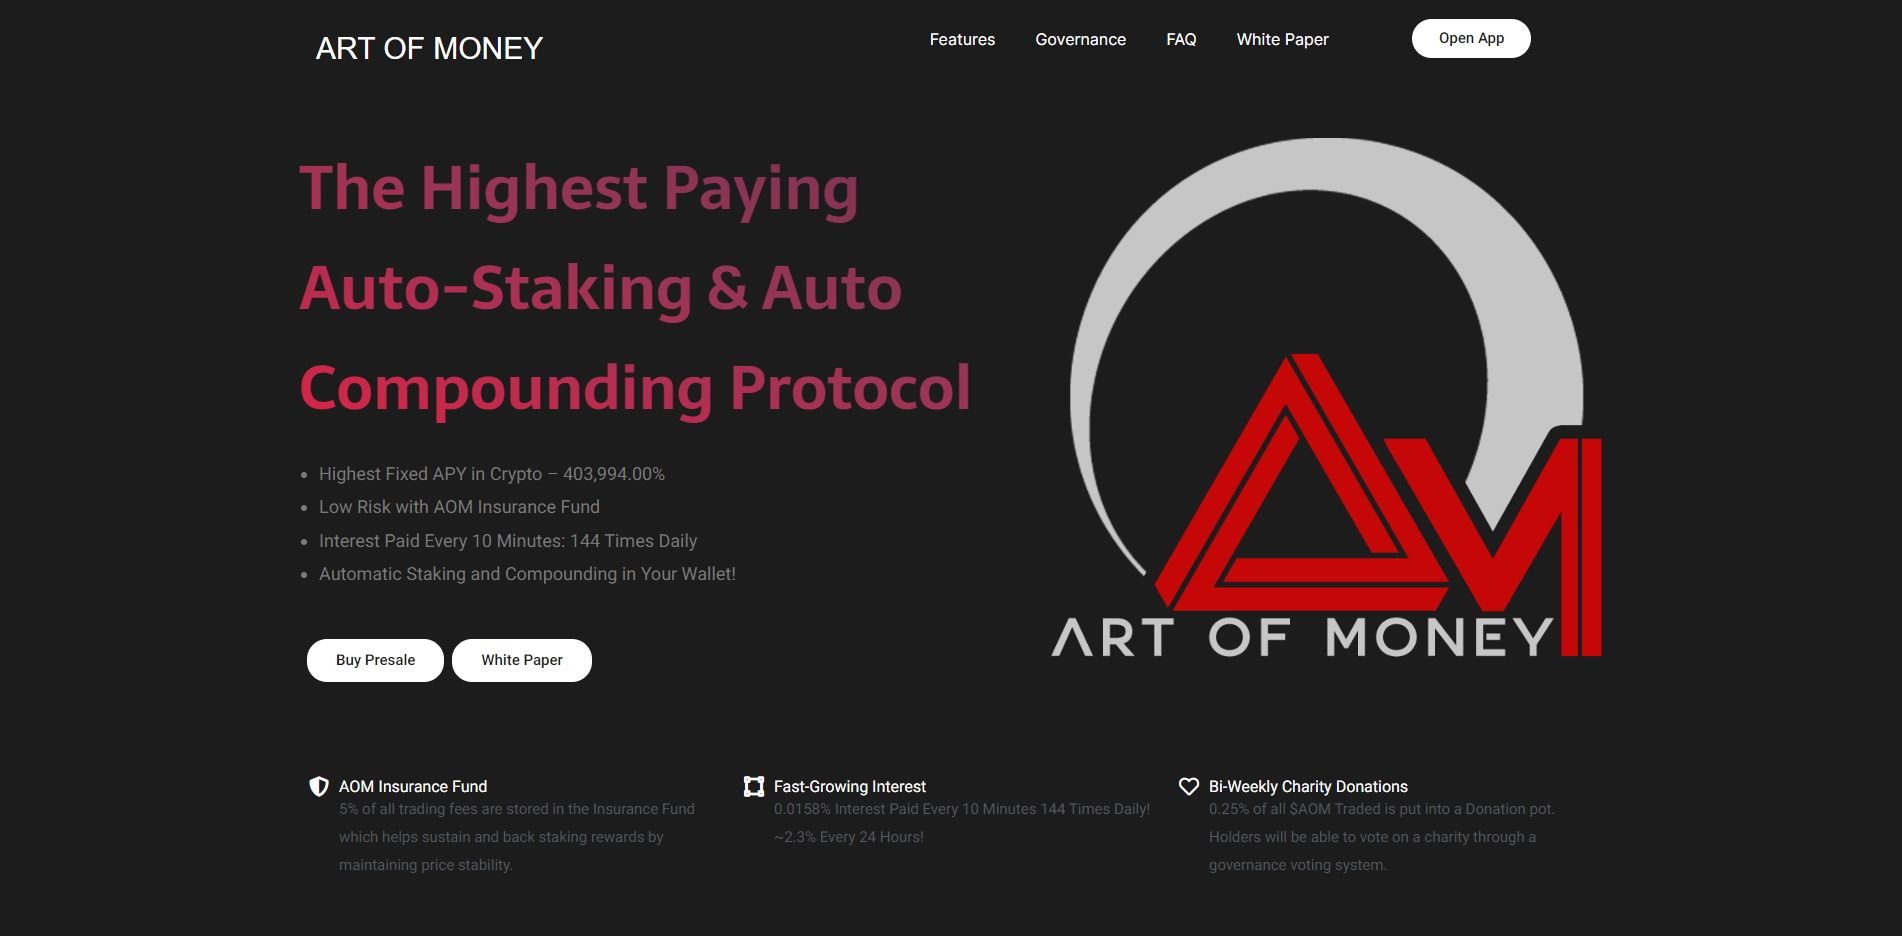 ART OF MONEY
Features
Governance
FAQ
White Paper
Open App
The Highest Paying
Auto-Staking & Auto
Compounding Protocol
Highest Fixed APY in Crypto – 403,994.00%
Low Risk with AOM Insurance Fund
Interest Paid Every 10 Minutes: 144 Times Daily
Automatic Staking and Compounding in Your Wallet!
Buy Presale
White Paper
AOM
ART OF MONEY
AOM Insurance Fund
5% of all trading fees are stored in the Insurance Fund
which helps sustain and back staking rewards by
maintaining price stability.
Fast-Growing Interest
0.0158% Interest Paid Every 10 Minutes 144 Times Daily!
~2.3% Every 24 Hours!
Bi-Weekly Charity Donations
0.25% of all $AOM Traded is put into a Donation pot.
Holders will be able to vote on a charity through a
governance voting system.